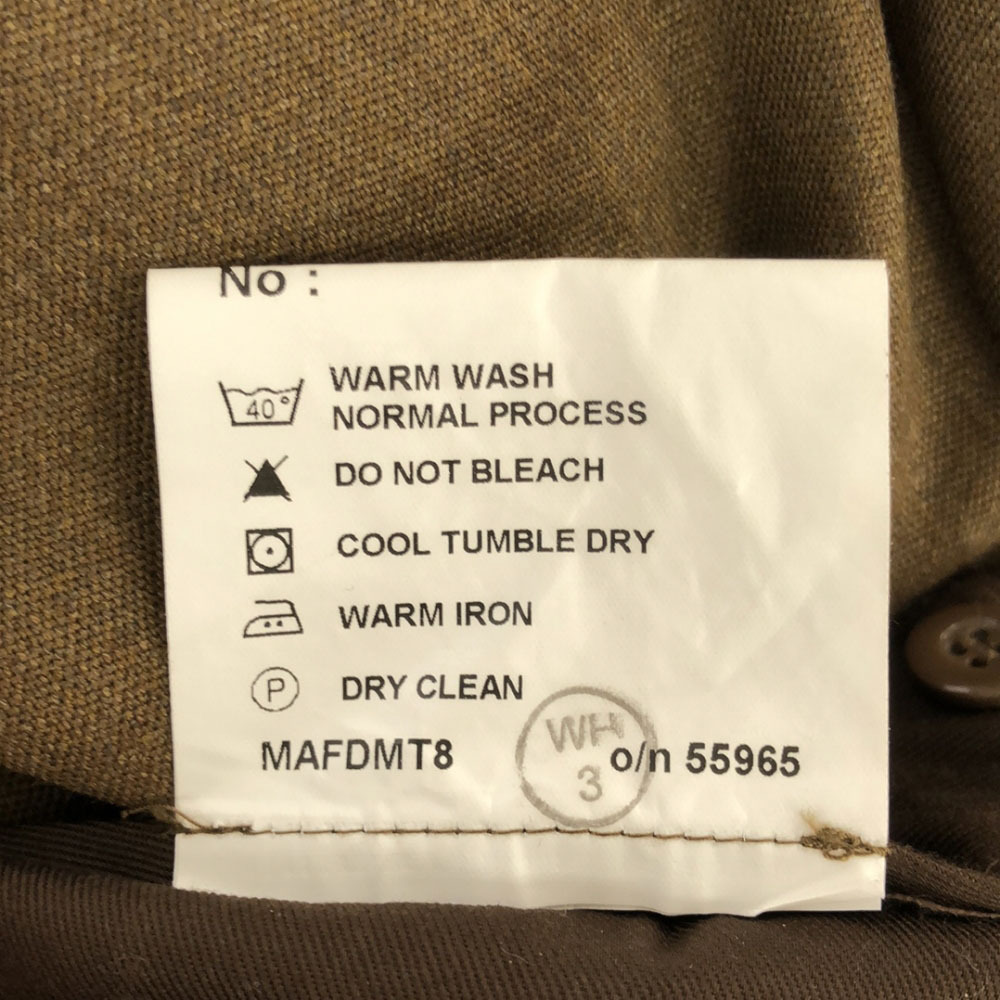 No :
40°
WARM WASH
NORMAL PROCESS
DO NOT BLEACH
COOL TUMBLE DRY
WARM IRON
P
DRY CLEAN
MAFDMT8
WH
3
o/n 55965